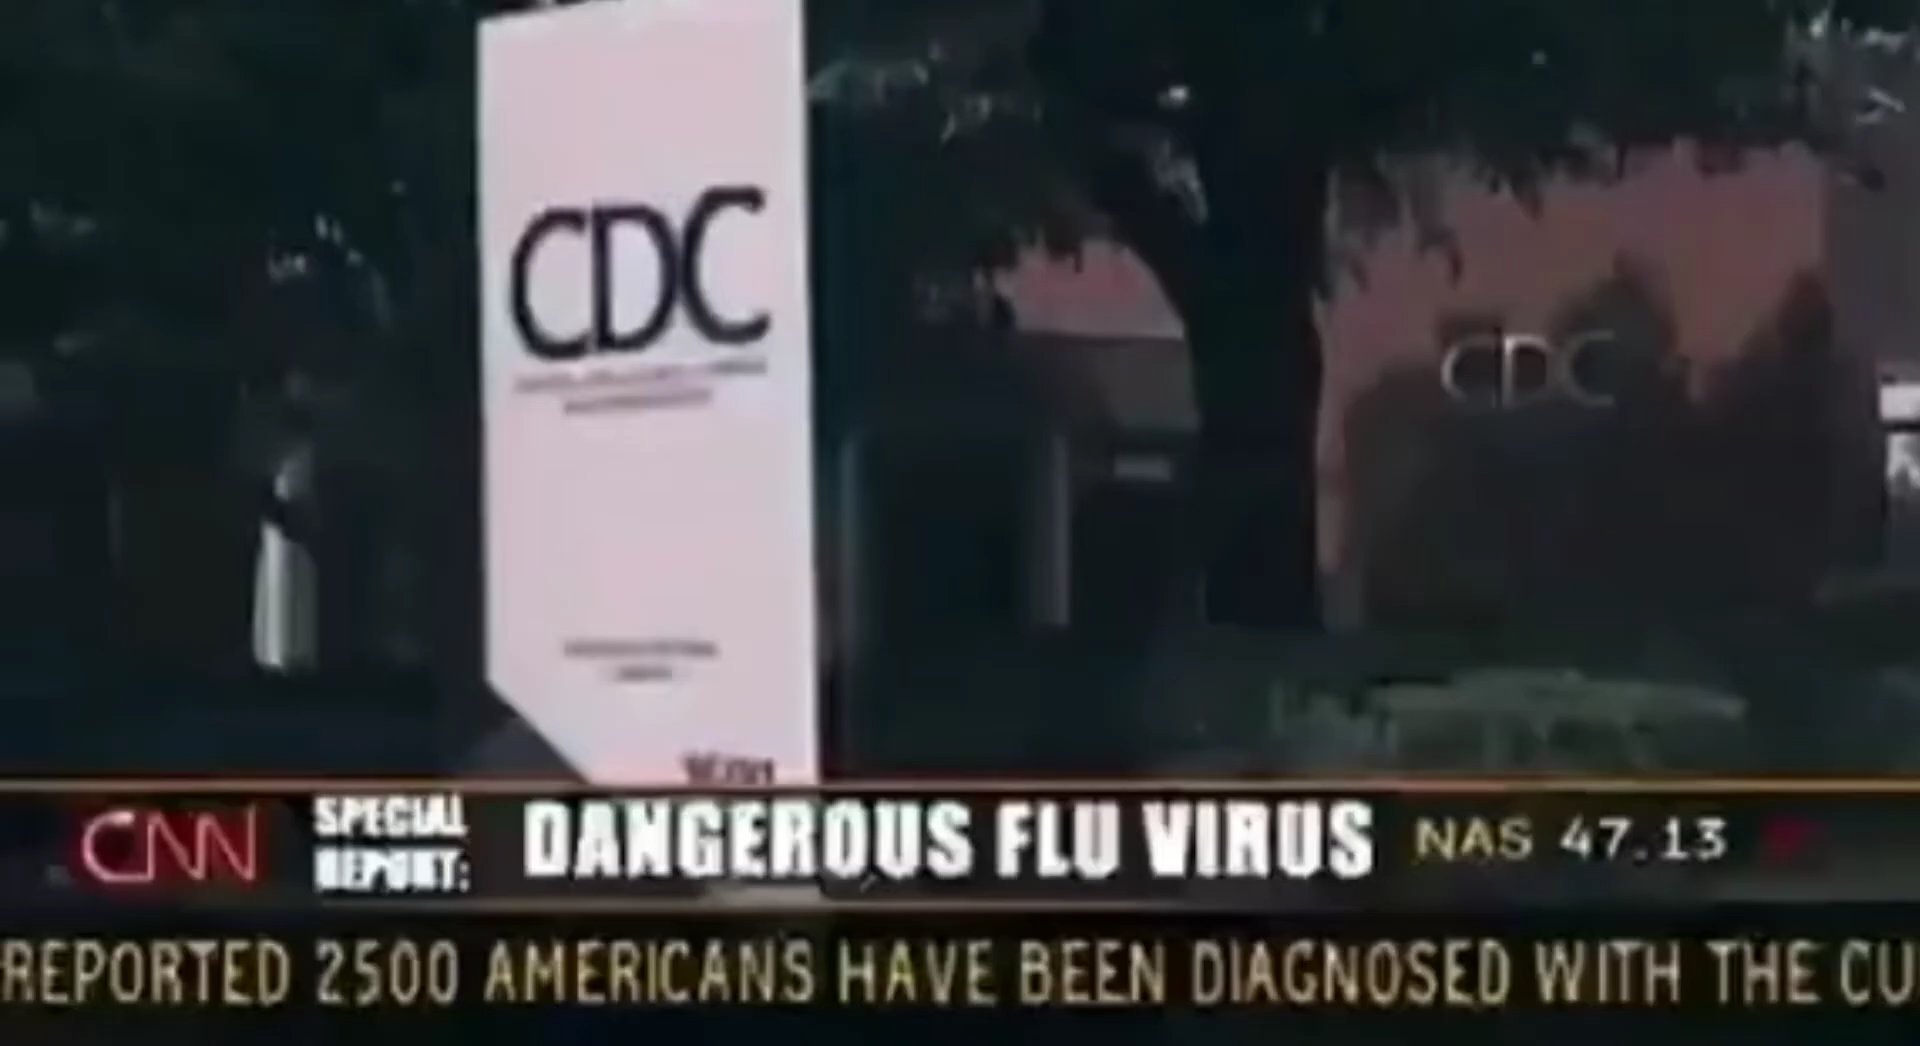 CDC
CDC
CNN
SPECIAL
REPORT:
DANGEROUS FLU VIRUS
NAS 47.13
REPORTED 2500 AMERICANS HAVE BEEN DIAGNOSED WITH THE CU